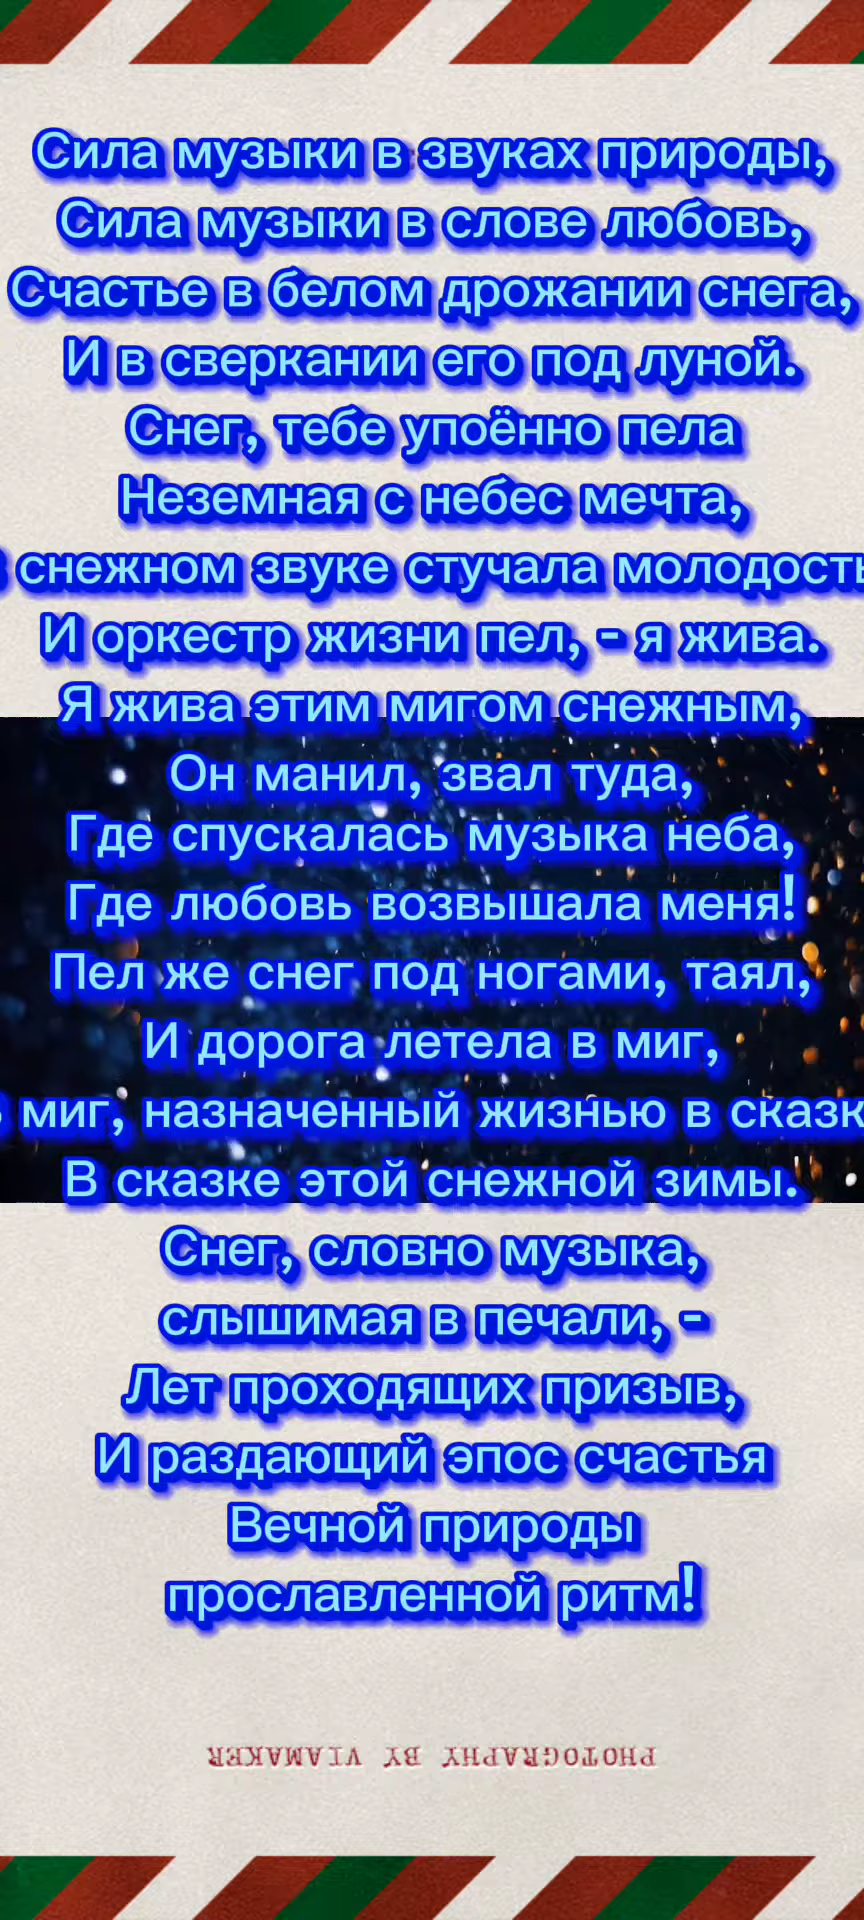 Сила музыки в звуках природы,
Сила музыки в слове любовь,
Счастье в белом дрожании снега,
И в сверкании его под луной.
Снег, тебе упоённо пела
Неземная с небес мечта,
снежном звуке стучала молодость
И оркестр жизни пел, - я жива.
Я жива этим мигом снежным,
Он манил, звал туда,
Где спускалась музыка неба,
Где любовь возвышала меня!
Пел же снег под ногами, таял,
И дорога летела в миг,
миг, назначенный жизнью в сказк
В сказке этой снежной зимы.
Снег, словно музыка,
слышимая в печали, -
Лет проходящих призыв,
И раздающий эпос счастья
Вечной природы
прославленной ритм!
PHOTOGRAPHY BY VIAMAKER